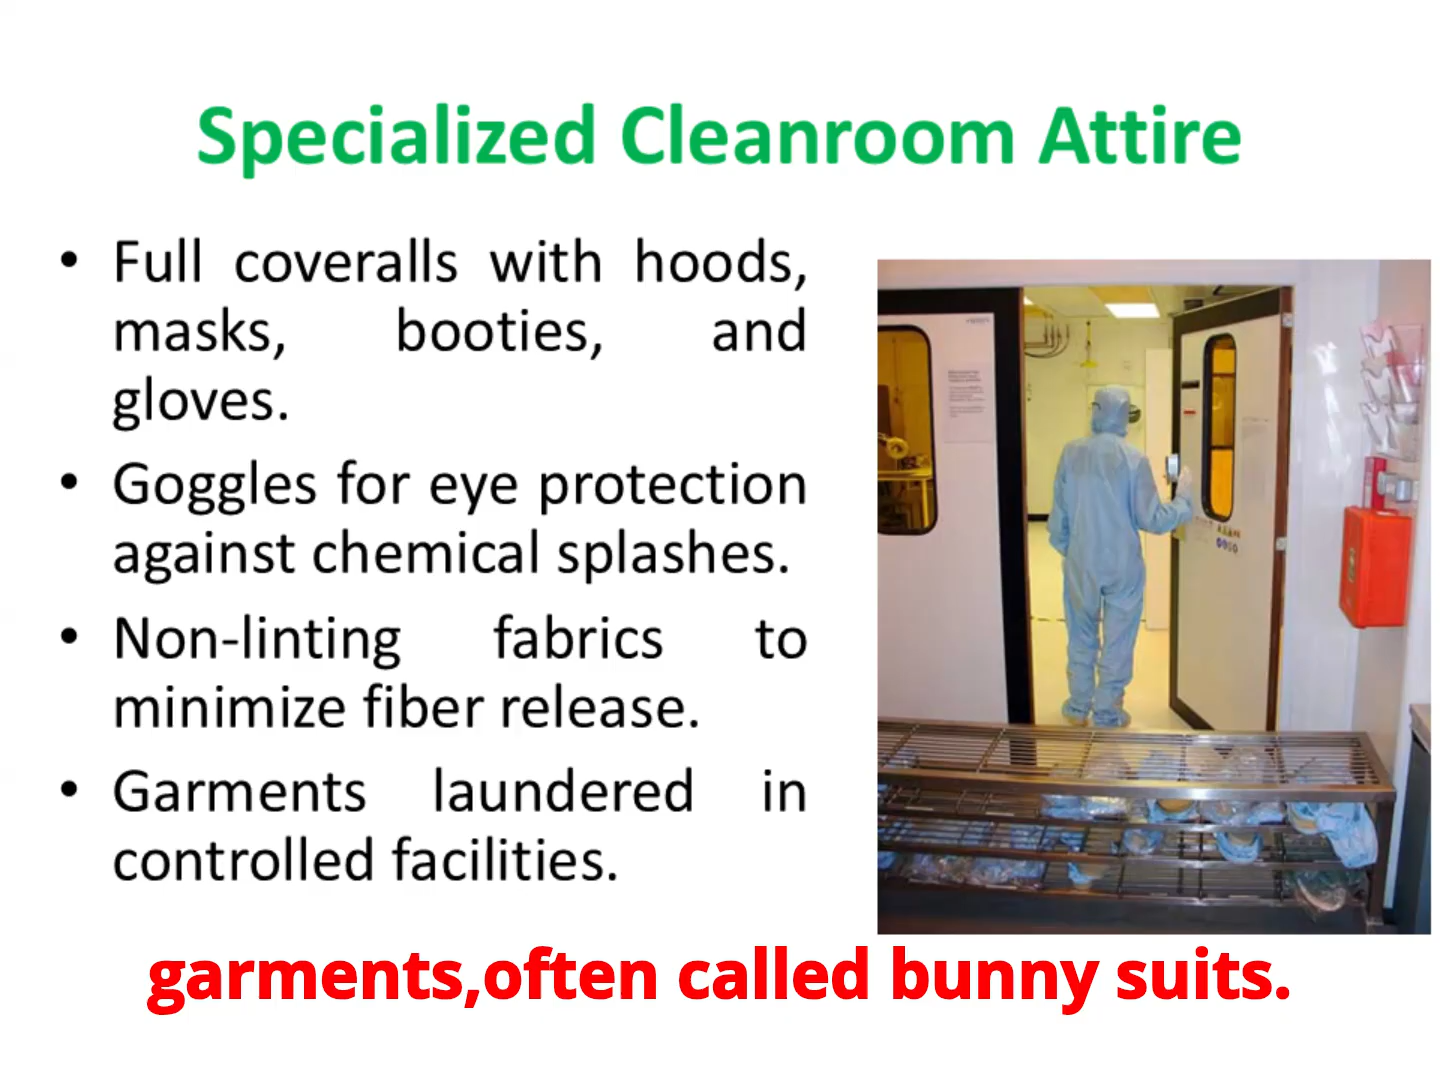 Specialized Cleanroom Attire
• Full coveralls with hoods,
masks, booties, and
gloves.
• Goggles for eye protection
against chemical splashes.
• Non-linting fabrics to
minimize fiber release.
• Garments laundered in
controlled facilities.
garments,often called bunny suits.